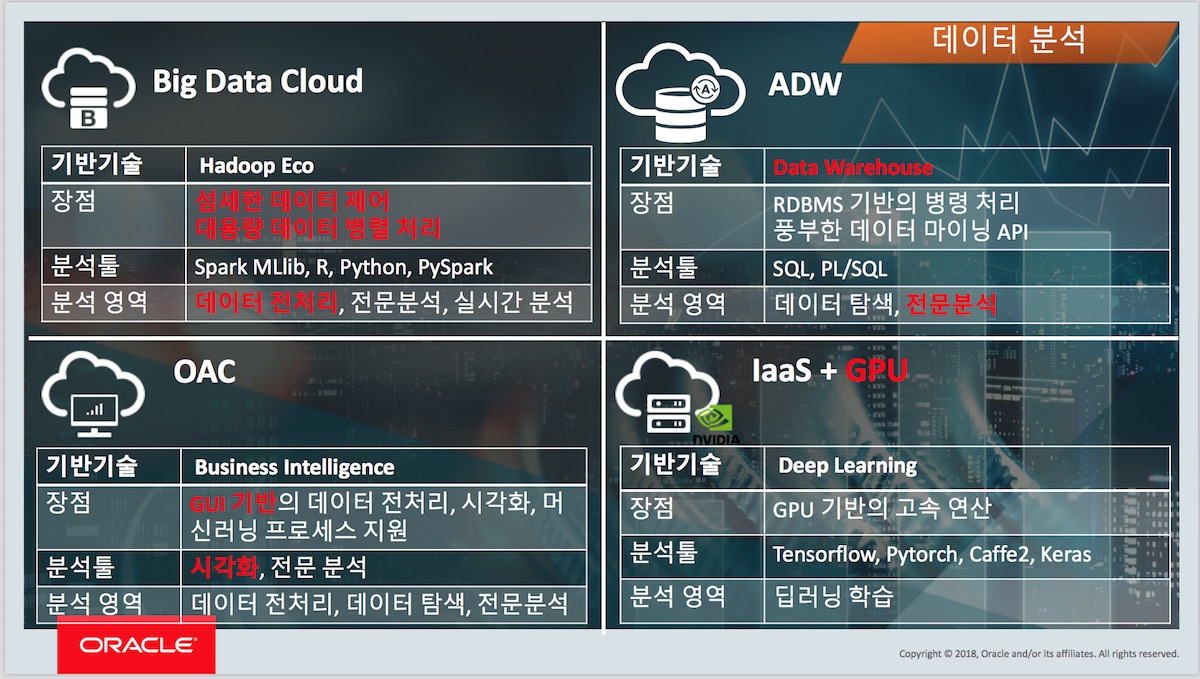 데이터 분석
Big Data Cloud
B
기반기술 Hadoop Eco
장점 섬세한 데이터 제어
대용량 데이터 병렬 처리
분석툴 Spark MLlib, R, Python, PySpark
분석 영역 데이터 전처리, 전문분석, 실시간 분석
ADW
A
기반기술 Data Warehouse
장점 RDBMS 기반의 병령 처리
풍부한 데이터 마이닝 API
분석툴 SQL, PL/SQL
분석 영역 데이터 탐색, 전문분석
OAC
기반기술 Business Intelligence
장점 GUI 기반의 데이터 전처리, 시각화, 머
신러닝 프로세스 지원
분석툴 시각화, 전문 분석
분석 영역 데이터 전처리, 데이터 탐색, 전문분석
IaaS + GPU
NVIDIA
기반기술 Deep Learning
장점 GPU 기반의 고속 연산
분석툴 Tensorflow, Pytorch, Caffe2, Keras
분석 영역 딥러닝 학습
ORACLE®
Copyright © 2018, Oracle and/or its affiliates. All rights reserved.